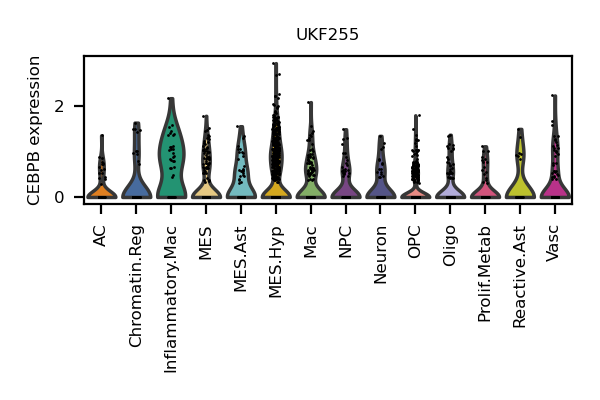 UKF255
CEBPB expression
2
0
AC
Chromatin.Reg
Inflammatory.Mac
MES
MES.Ast
MES.Hyp
Mac
NPC
Neuron
OPC
Oligo
Prolif.Metab
Reactive.Ast
Vasc